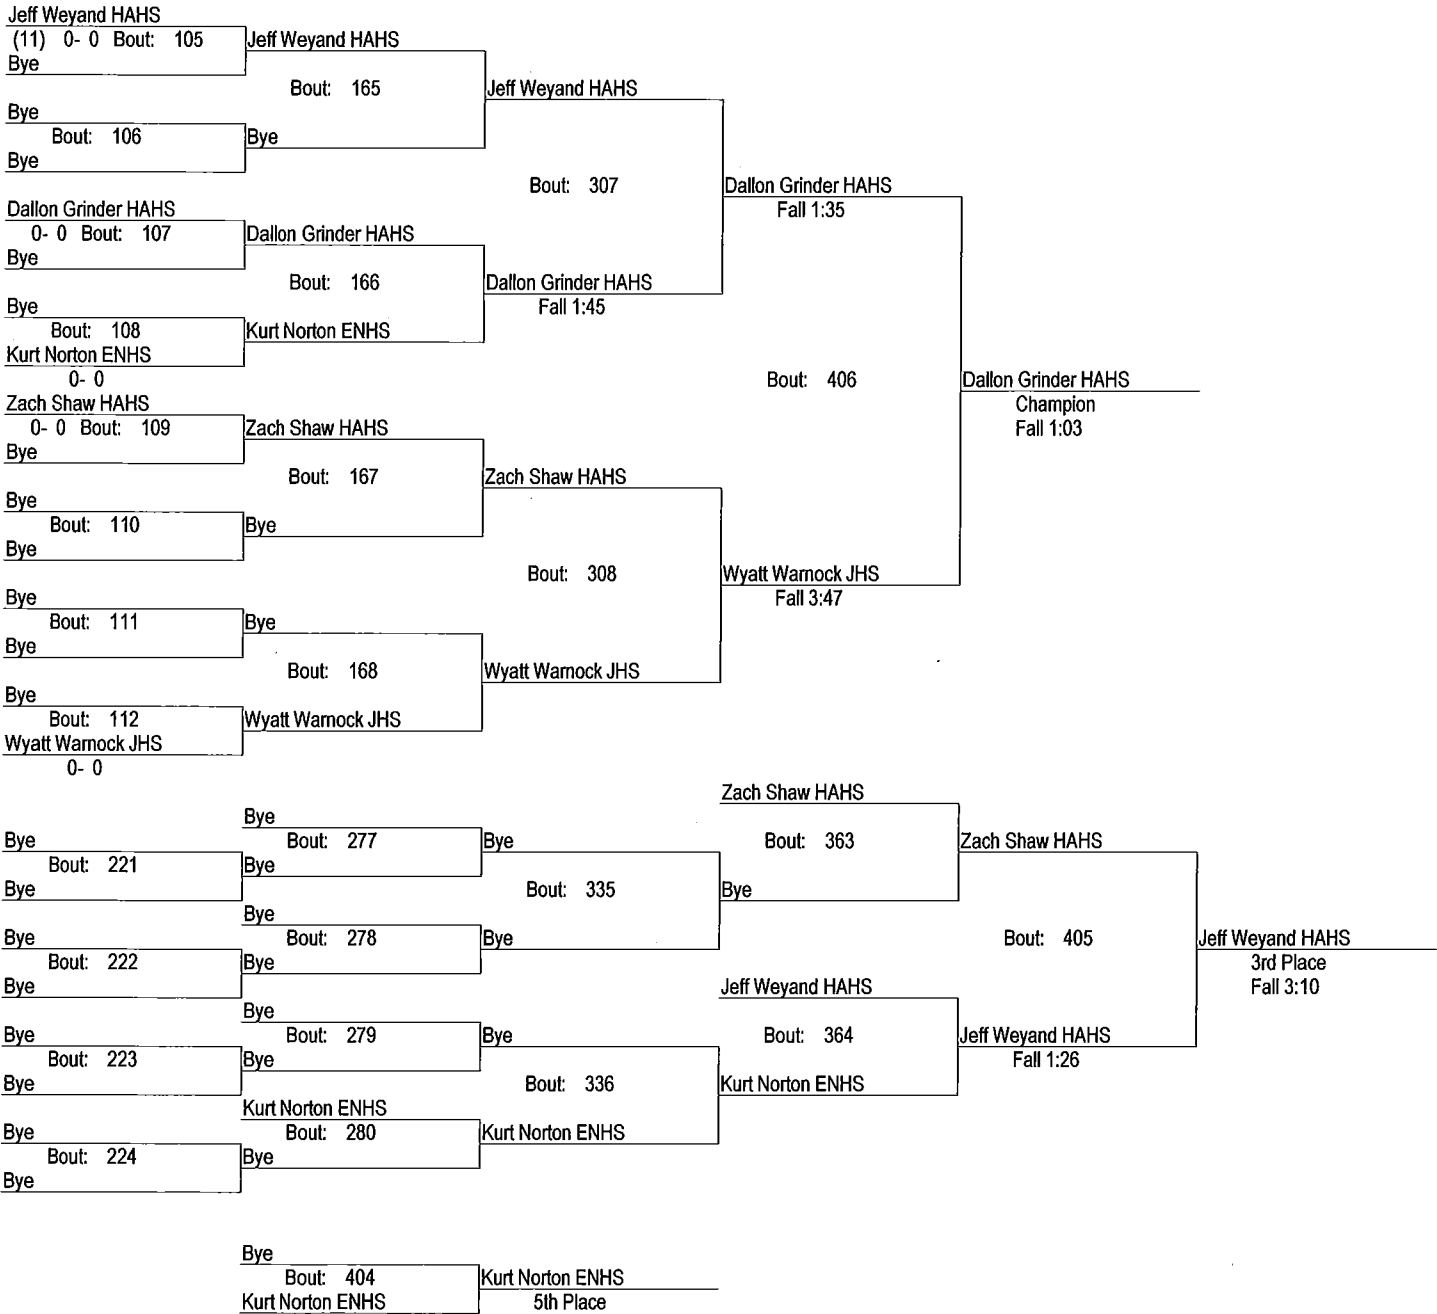 Jeff Weyand HAHS
(11) 0- 0 Bout: 105
Bye
Jeff Weyand HAHS
Bout: 165
Bye
Bout: 106
Bye
Bye
Jeff Weyand HAHS
Bout: 307
Dallon Grinder HAHS
0- 0 Bout: 107
Bye
Dallon Grinder HAHS
Bout: 166
Bye
Bout: 108
Kurt Norton ENHS
0- 0
Kurt Norton ENHS
Dallon Grinder HAHS
Fall 1:45
Dallon Grinder HAHS
Fall 1:35
Bout: 406
Dallon Grinder HAHS
Champion
Fall 1:03
Zach Shaw HAHS
0- 0 Bout: 109
Bye
Zach Shaw HAHS
Bout: 167
Bye
Bout: 110
Bye
Bye
Zach Shaw HAHS
Bout: 308
Wyatt Warnock JHS
Fall 3:47
Bye
Bout: 111
Bye
Bye
Bout: 168
Bye
Bout: 112
Wyatt Warnock JHS
0- 0
Wyatt Warnock JHS
Wyatt Warnock JHS
Bye
Bout: 221
Bye
Bye
Bout: 277
Bye
Bye
Bout: 335
Bye
Bout: 222
Bye
Bye
Bout: 278
Bye
Bye
Zach Shaw HAHS
Bout: 363
Bye
Zach Shaw HAHS
Bout: 405
Jeff Weyand HAHS
3rd Place
Fall 3:10
Bye
Bout: 223
Bye
Bye
Bout: 279
Bye
Bye
Bout: 336
Bye
Bout: 224
Bye
Kurt Norton ENHS
Bout: 280
Bye
Kurt Norton ENHS
Jeff Weyand HAHS
Bout: 364
Kurt Norton ENHS
Jeff Weyand HAHS
Fall 1:26
Bye
Bout: 404
Kurt Norton ENHS
Kurt Norton ENHS
5th Place